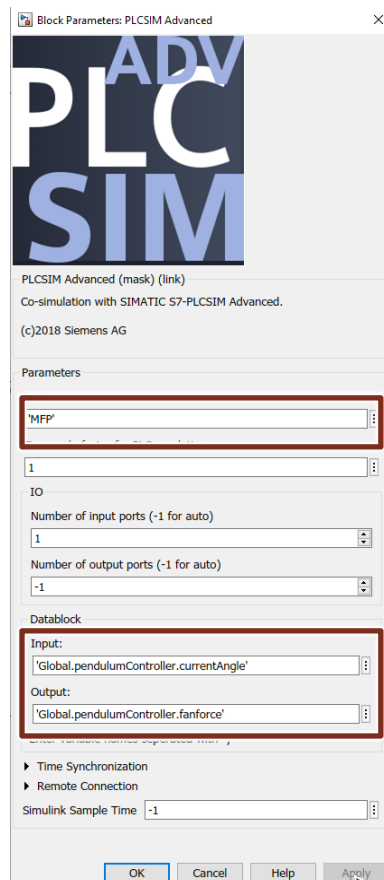 Block Parameters: PLCSIM Advanced
ADV
PLC
SIM
PLCSIM Advanced (mask) (link)
Co-simulation with SIMATIC S7-PLCSIM Advanced.
(c)2018 Siemens AG
Parameters
'MFP'
1
IO
Number of input ports (-1 for auto)
1
Number of output ports (-1 for auto)
-1
Datablock
Input:
'Global.pendulumController.currentAngle'
Output:
'Global.pendulumController.fanforce'
Time Synchronization
Remote Connection
Simulink Sample Time -1
OK Cancel Help Apply